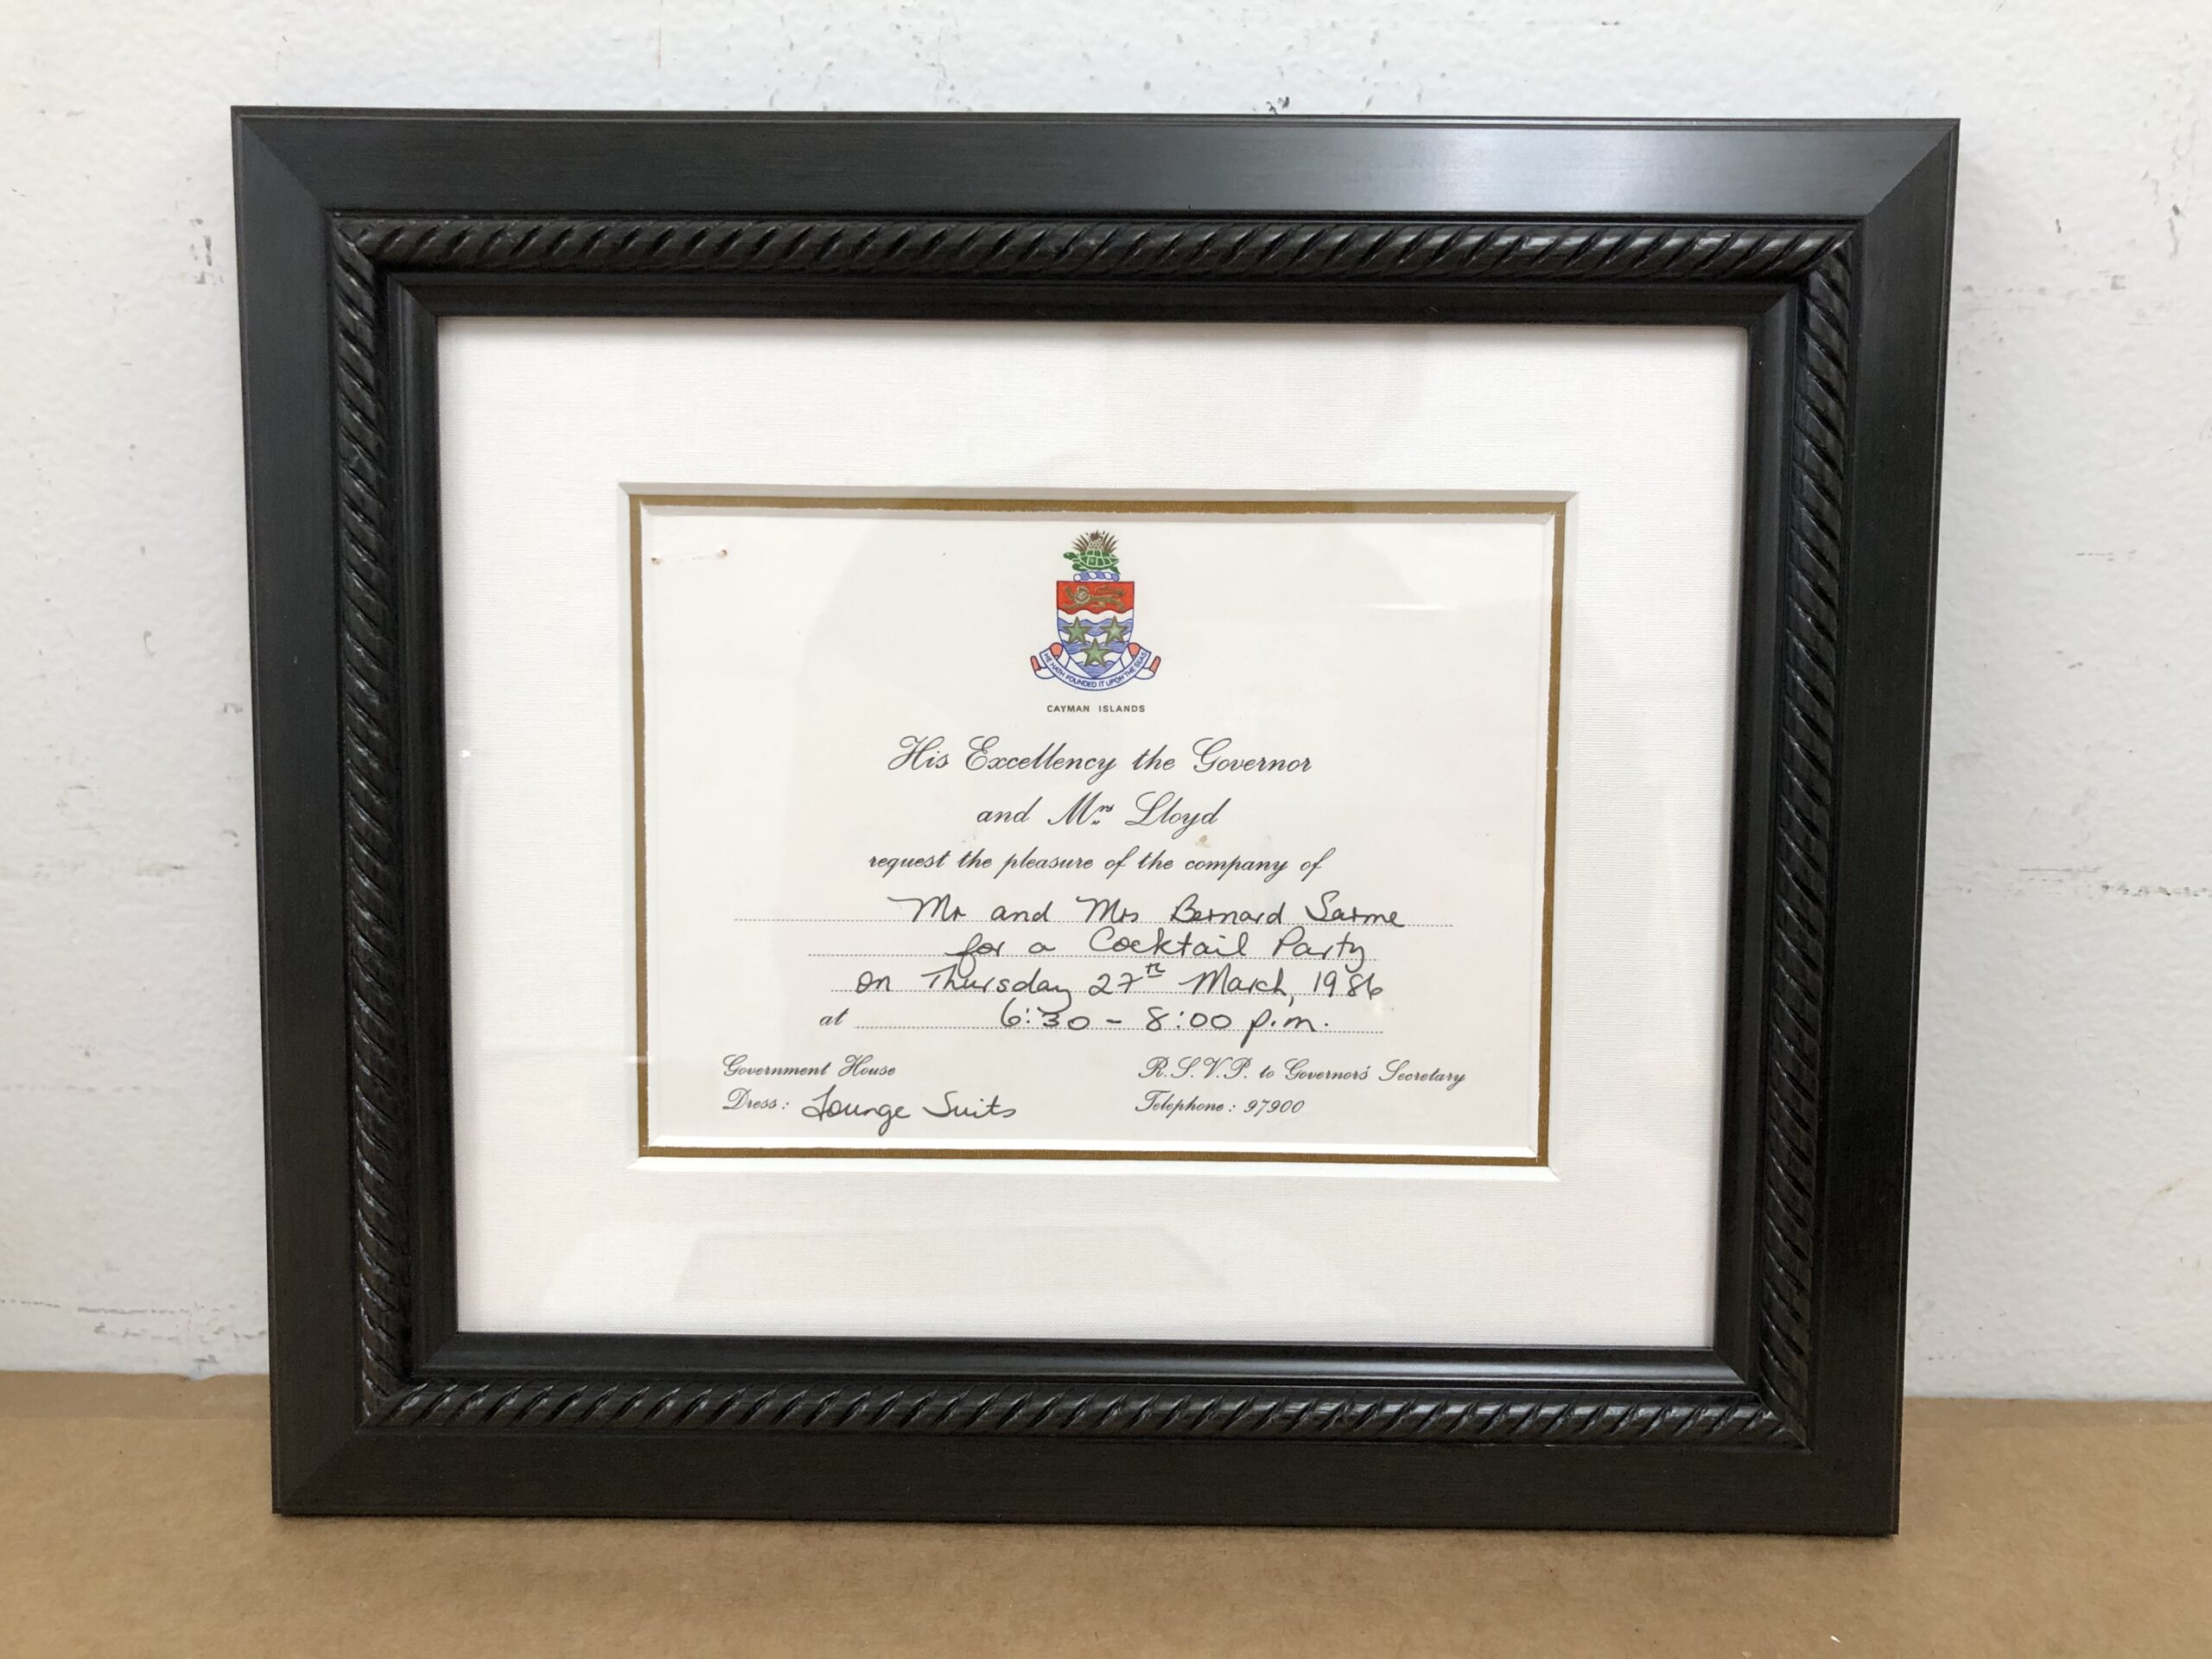 HE HATH FOUNDED IT UPON THE SEAS
CAYMAN ISLANDS
His Excellency the Governor
and Mrs Lloyd
request the pleasure of the company of
Mr and Mrs Bernard Sarme
for a Cocktail Party
on Thursday 27th March, 1986
at 6:30 - 8:00 p.m.
Government House
R.S.V.P. to Governors' Secretary
Dress: Lounge Suits
Telephone: 97900